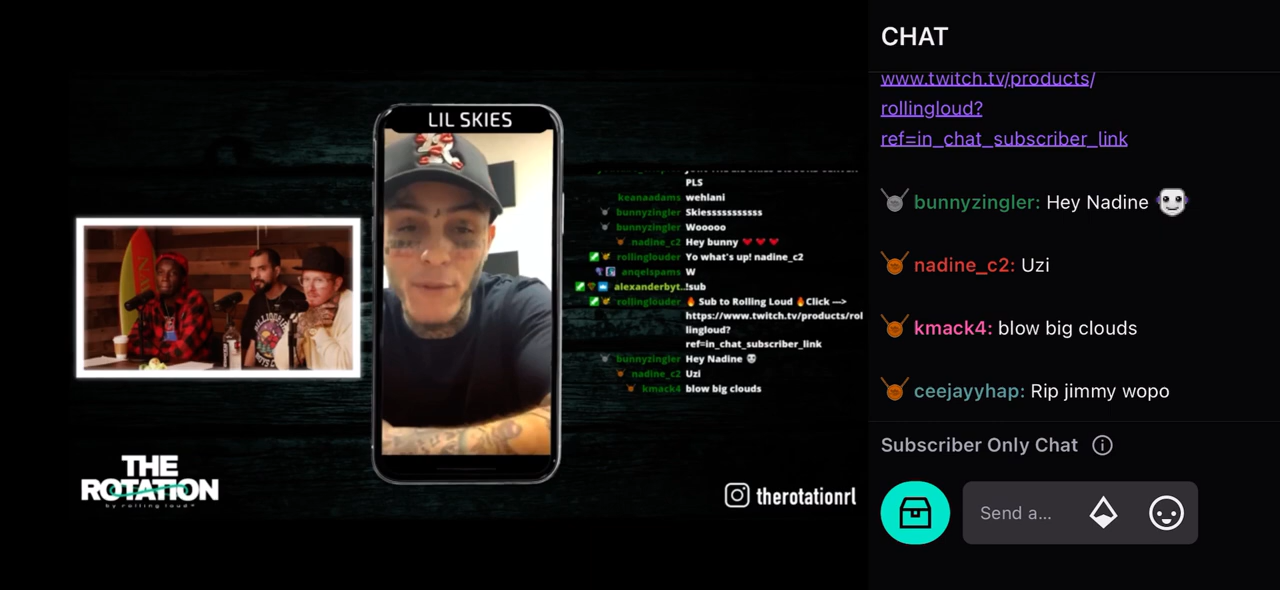 LIL SKIES
PLS
keanaadams wehlani
bunnyzingler Skiesssssssssss
bunnyzingler Wooooo
nadine_c2 Hey bunny
rollinglouder Yo what's up! nadine_c2
anqelspams W
alexanderbyt..!sub
rollinglouder Sub to Rolling Loud Click —>
https://www.twitch.tv/products/rol
lingloud?
ref=in_chat_subscriber_link
bunnyzingler Hey Nadine
nadine_c2 Uzi
kmack4 blow big clouds
THE
ROTATION
by rolling loud
therotationrl
CHAT
www.twitch.tv/products/
rollingloud?
ref=in_chat_subscriber_link
bunnyzingler: Hey Nadine
nadine_c2: Uzi
kmack4: blow big clouds
ceejayyhap: Rip jimmy wopo
Subscriber Only Chat
Send a...